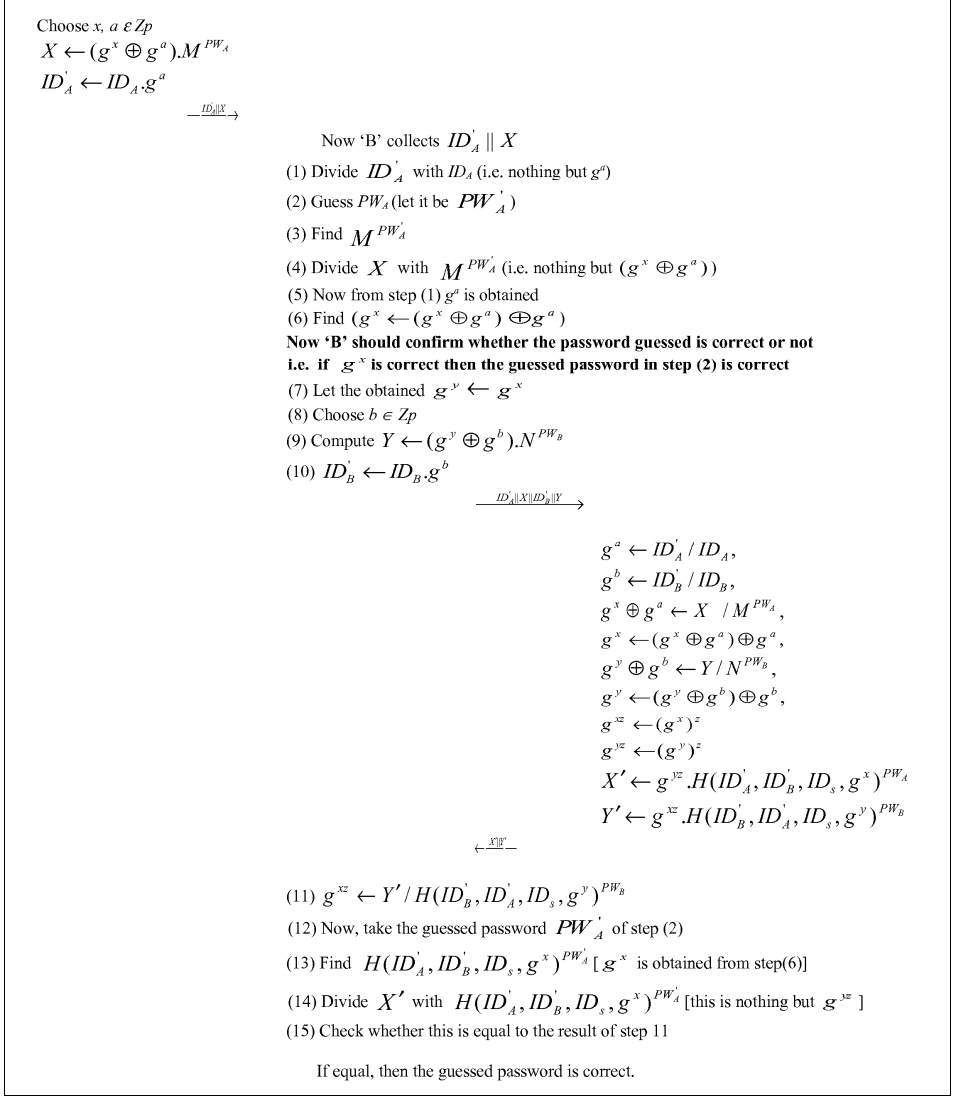 Choose x, a ε Zp
X ← (g^x ⊕ g^a).M^{PW_A}
ID'_A ← ID_A.g^a
ID'_A||X
Now ‘B’ collects ID'_A || X
(1) Divide ID'_A with ID_A (i.e. nothing but g^a)
(2) Guess PW_A (let it be PW'_A)
(3) Find M^{PW'_A}
(4) Divide X with M^{PW'_A} (i.e. nothing but (g^x ⊕ g^a))
(5) Now from step (1) g^a is obtained
(6) Find (g^x ← (g^x ⊕ g^a) ⊕ g^a)
Now ‘B’ should confirm whether the password guessed is correct or not
i.e. if g^x is correct then the guessed password in step (2) is correct
(7) Let the obtained g^y ← g^x
(8) Choose b ∈ Zp
(9) Compute Y ← (g^y ⊕ g^b).N^{PW_B}
(10) ID'_B ← ID_B.g^b
ID'_A||X||ID'_B||Y
g^a ← ID'_A / ID_A,
g^b ← ID'_B / ID_B,
g^x ⊕ g^a ← X / M^{PW_A},
g^x ← (g^x ⊕ g^a) ⊕ g^a,
g^y ⊕ g^b ← Y / N^{PW_B},
g^y ← (g^y ⊕ g^b) ⊕ g^b,
g^{xz} ← (g^x)^z
g^{yz} ← (g^y)^z
X′ ← g^{yz}.H(ID'_A, ID'_B, ID_s, g^x)^{PW_A}
Y′ ← g^{xz}.H(ID'_B, ID'_A, ID_s, g^y)^{PW_B}
X′||Y′
(11) g^{xz} ← Y′ / H(ID'_B, ID'_A, ID_s, g^y)^{PW_B}
(12) Now, take the guessed password PW'_A of step (2)
(13) Find H(ID'_A, ID'_B, ID_s, g^x)^{PW'_A} [ g^x is obtained from step(6)]
(14) Divide X′ with H(ID'_A, ID'_B, ID_s, g^x)^{PW'_A} [this is nothing but g^{yz} ]
(15) Check whether this is equal to the result of step 11
If equal, then the guessed password is correct.